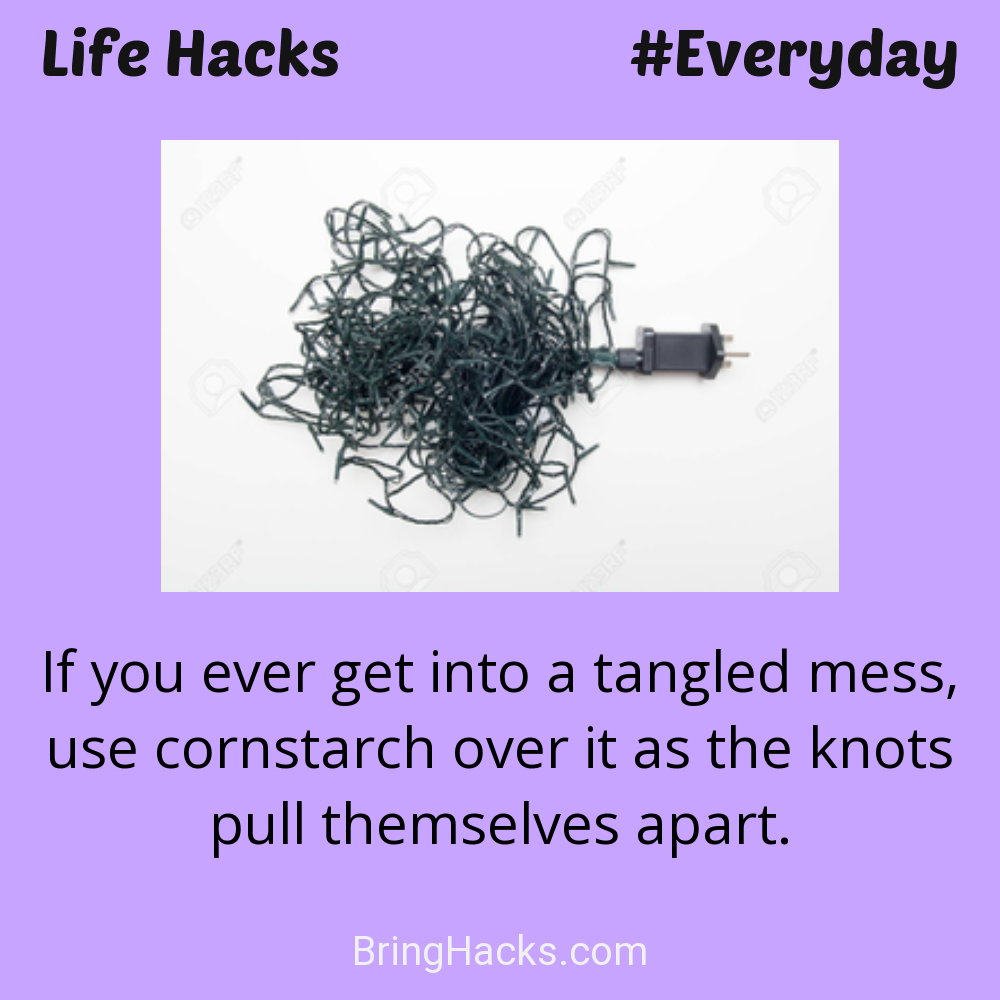 Life Hacks #Everyday
If you ever get into a tangled mess,
use cornstarch over it as the knots
pull themselves apart.
BringHacks.com